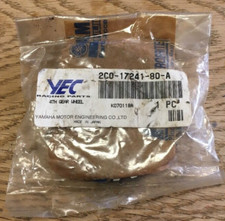 YEC
RACING PARTS
2C0-17241-80-A
4TH GEAR WHEEL
1 PC
YAMAHA MOTOR ENGINEERING CO.,LTD
MADE IN JAPAN